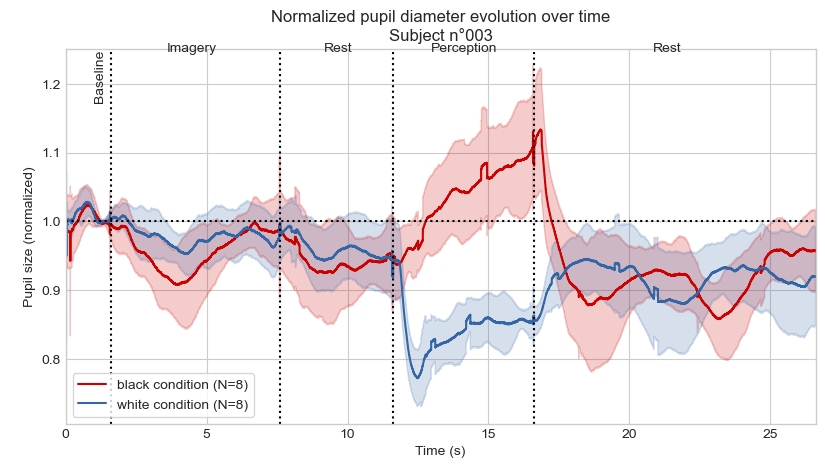 Normalized pupil diameter evolution over time
Subject n°003
Baseline
Imagery
Rest
Perception
Rest
Pupil size (normalized)
1.2
1.1
1.0
0.9
0.8
black condition (N=8)
white condition (N=8)
0 5 10 15 20 25
Time (s)